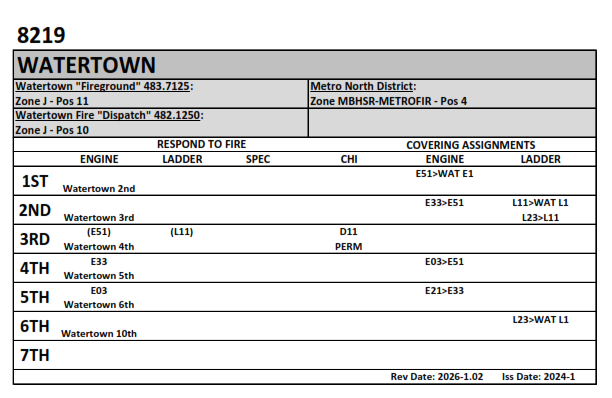 8219
WATERTOWN
Watertown "Fireground" 483.7125: Metro North District:
Zone J - Pos 11 Zone MBHSR-METROFIR - Pos 4
Watertown Fire "Dispatch" 482.1250:
Zone J - Pos 10
RESPOND TO FIRE COVERING ASSIGNMENTS
ENGINE LADDER SPEC CHI ENGINE LADDER
1ST E51>WAT E1
Watertown 2nd
2ND E33>E51 L11>WAT L1
Watertown 3rd L23>L11
3RD (E51) (L11) D11
Watertown 4th PERM
4TH E33 E03>E51
Watertown 5th
5TH E03 E21>E33
Watertown 6th
6TH L23>WAT L1
Watertown 10th
7TH
Rev Date: 2026-1.02 Iss Date: 2024-1